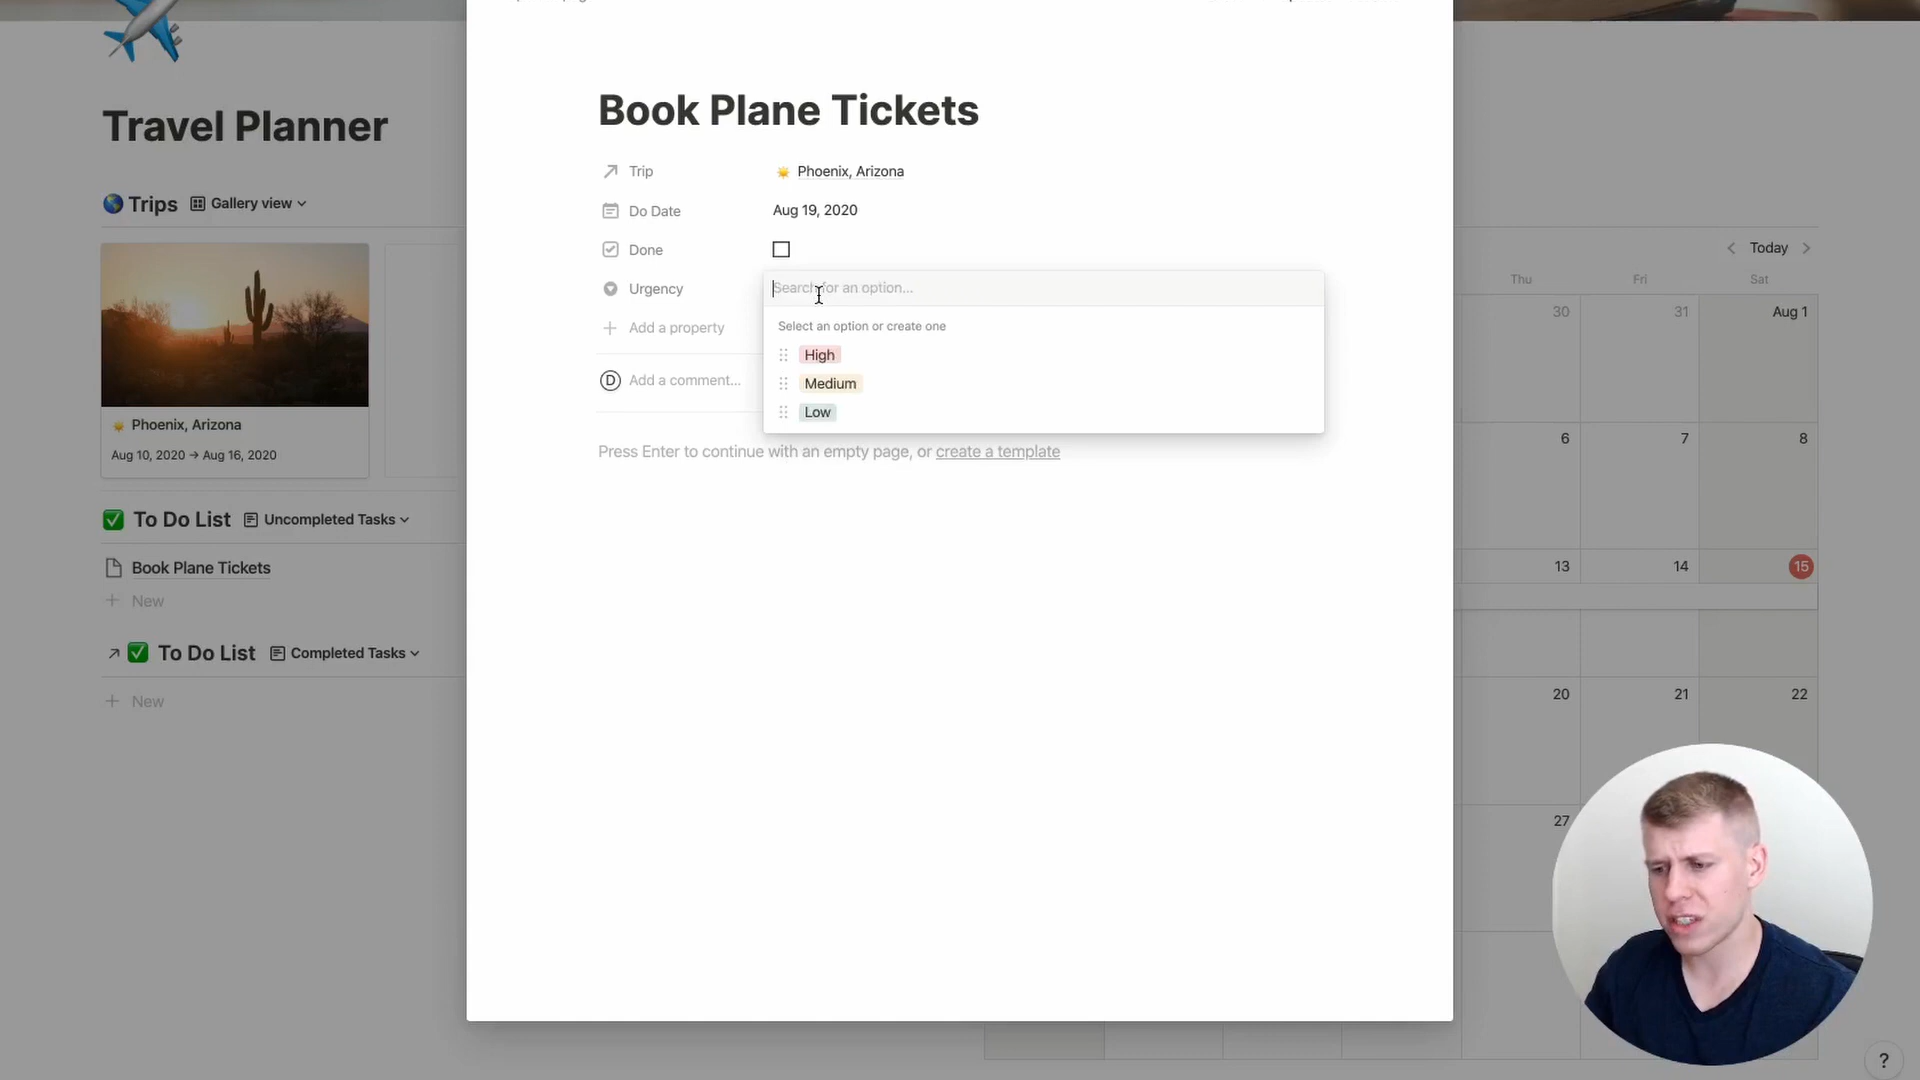 Travel Planner
🌎 Trips Gallery view
Phoenix, Arizona
Aug 10, 2020 → Aug 16, 2020
To Do List Uncompleted Tasks
Book Plane Tickets
New
To Do List Completed Tasks
New
Book Plane Tickets
Trip Phoenix, Arizona
Do Date Aug 19, 2020
Done
Urgency Search for an option...
Add a property
Select an option or create one
High
Medium
Low
D Add a comment...
Press Enter to continue with an empty page, or create a template
Today
Thu Fri Sat
30 31 Aug 1
6 7 8
13 14 15
20 21 22
27
?